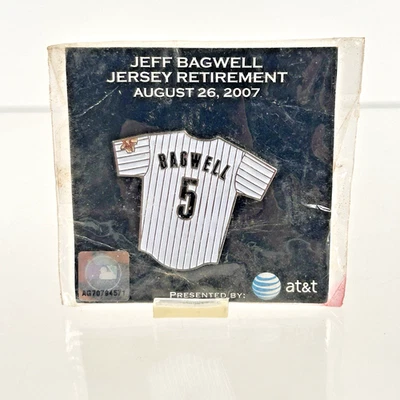 JEFF BAGWELL
JERSEY RETIREMENT
AUGUST 26, 2007
BAGWELL
5
PRESENTED BY:
at&t